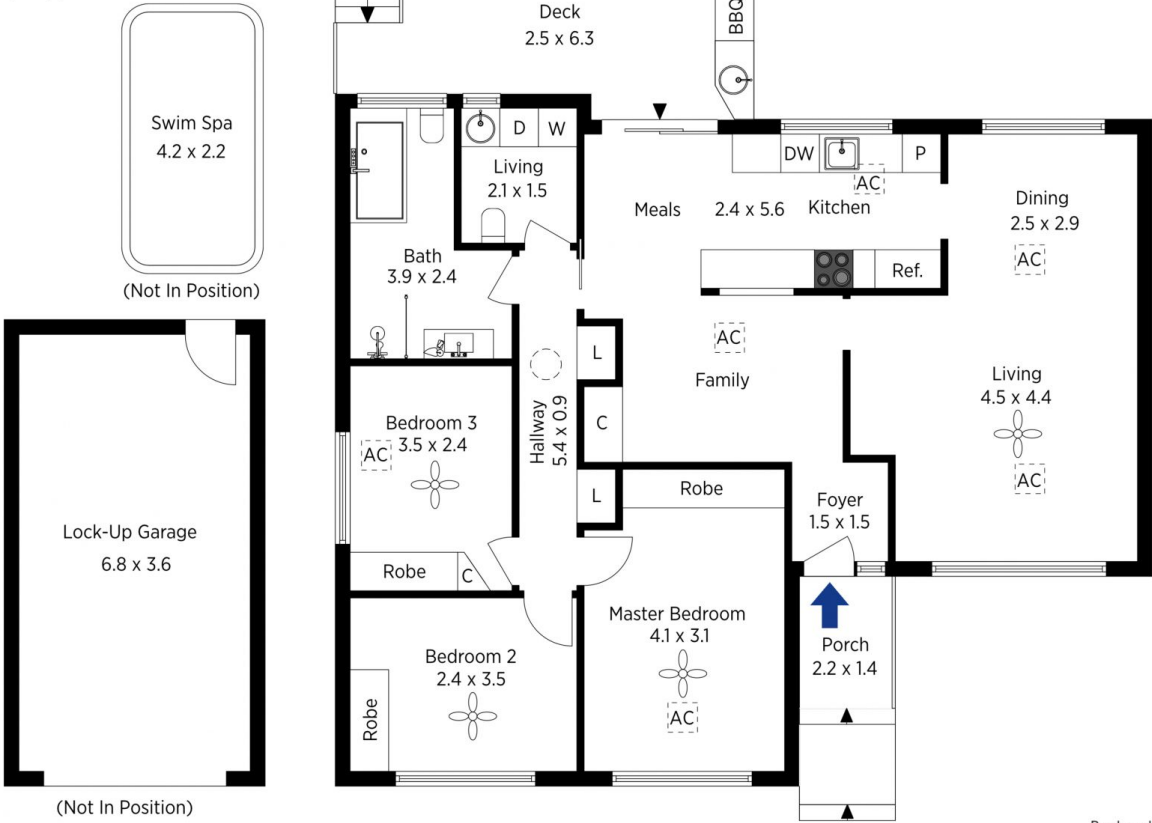 Deck
2.5 x 6.3
BBQ
Swim Spa
4.2 x 2.2
(Not In Position)
D
W
Living
2.1 x 1.5
Bath
3.9 x 2.4
Meals
2.4 x 5.6
Kitchen
DW
P
AC
Ref.
Dining
2.5 x 2.9
AC
AC
Family
L
C
L
Hallway
5.4 x 0.9
Living
4.5 x 4.4
AC
Bedroom 3
3.5 x 2.4
AC
Robe
C
Robe
Foyer
1.5 x 1.5
Lock-Up Garage
6.8 x 3.6
(Not In Position)
Bedroom 2
2.4 x 3.5
Robe
Master Bedroom
4.1 x 3.1
AC
Porch
2.2 x 1.4